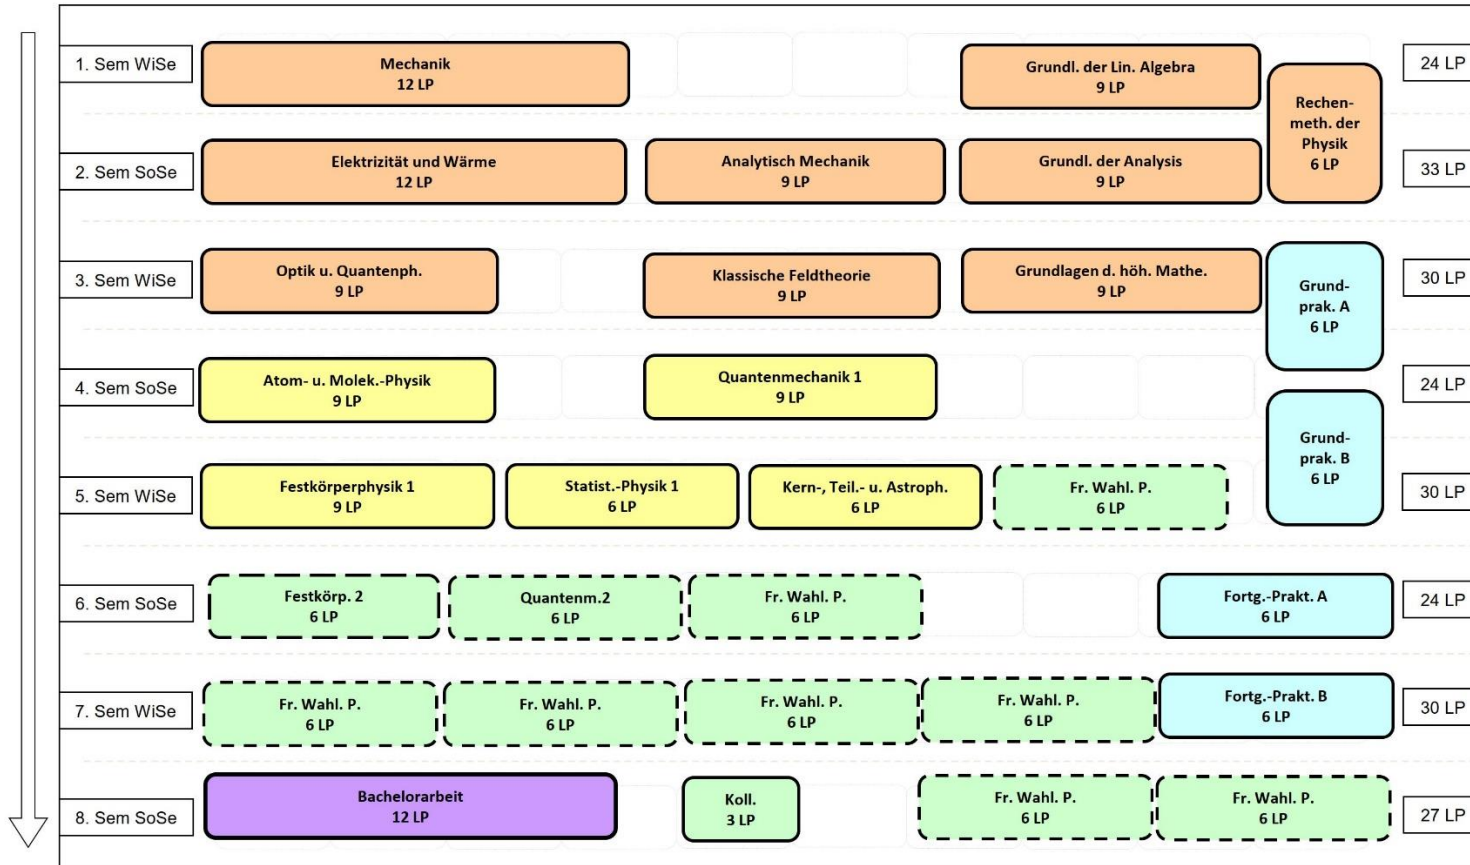 1. Sem WiSe
Mechanik
12 LP
Grundl. der Lin. Algebra
9 LP
24 LP
Rechen-
meth. der
Physik
6 LP
2. Sem SoSe
Elektrizität und Wärme
12 LP
Analytisch Mechanik
9 LP
Grundl. der Analysis
9 LP
33 LP
3. Sem WiSe
Optik u. Quantenph.
9 LP
Klassische Feldtheorie
9 LP
Grundlagen d. höh. Mathe.
9 LP
Grund-
prak. A
6 LP
30 LP
4. Sem SoSe
Atom- u. Molek.-Physik
9 LP
Quantenmechanik 1
9 LP
24 LP
Grund-
prak. B
6 LP
5. Sem WiSe
Festkörperphysik 1
9 LP
Statist.-Physik 1
6 LP
Kern-, Teil.- u. Astroph.
6 LP
Fr. Wahl. P.
6 LP
30 LP
6. Sem SoSe
Festkörp. 2
6 LP
Quantenm.2
6 LP
Fr. Wahl. P.
6 LP
Fortg.-Prakt. A
6 LP
24 LP
7. Sem WiSe
Fr. Wahl. P.
6 LP
Fr. Wahl. P.
6 LP
Fr. Wahl. P.
6 LP
Fr. Wahl. P.
6 LP
Fortg.-Prakt. B
6 LP
30 LP
8. Sem SoSe
Bachelorarbeit
12 LP
Koll.
3 LP
Fr. Wahl. P.
6 LP
Fr. Wahl. P.
6 LP
27 LP